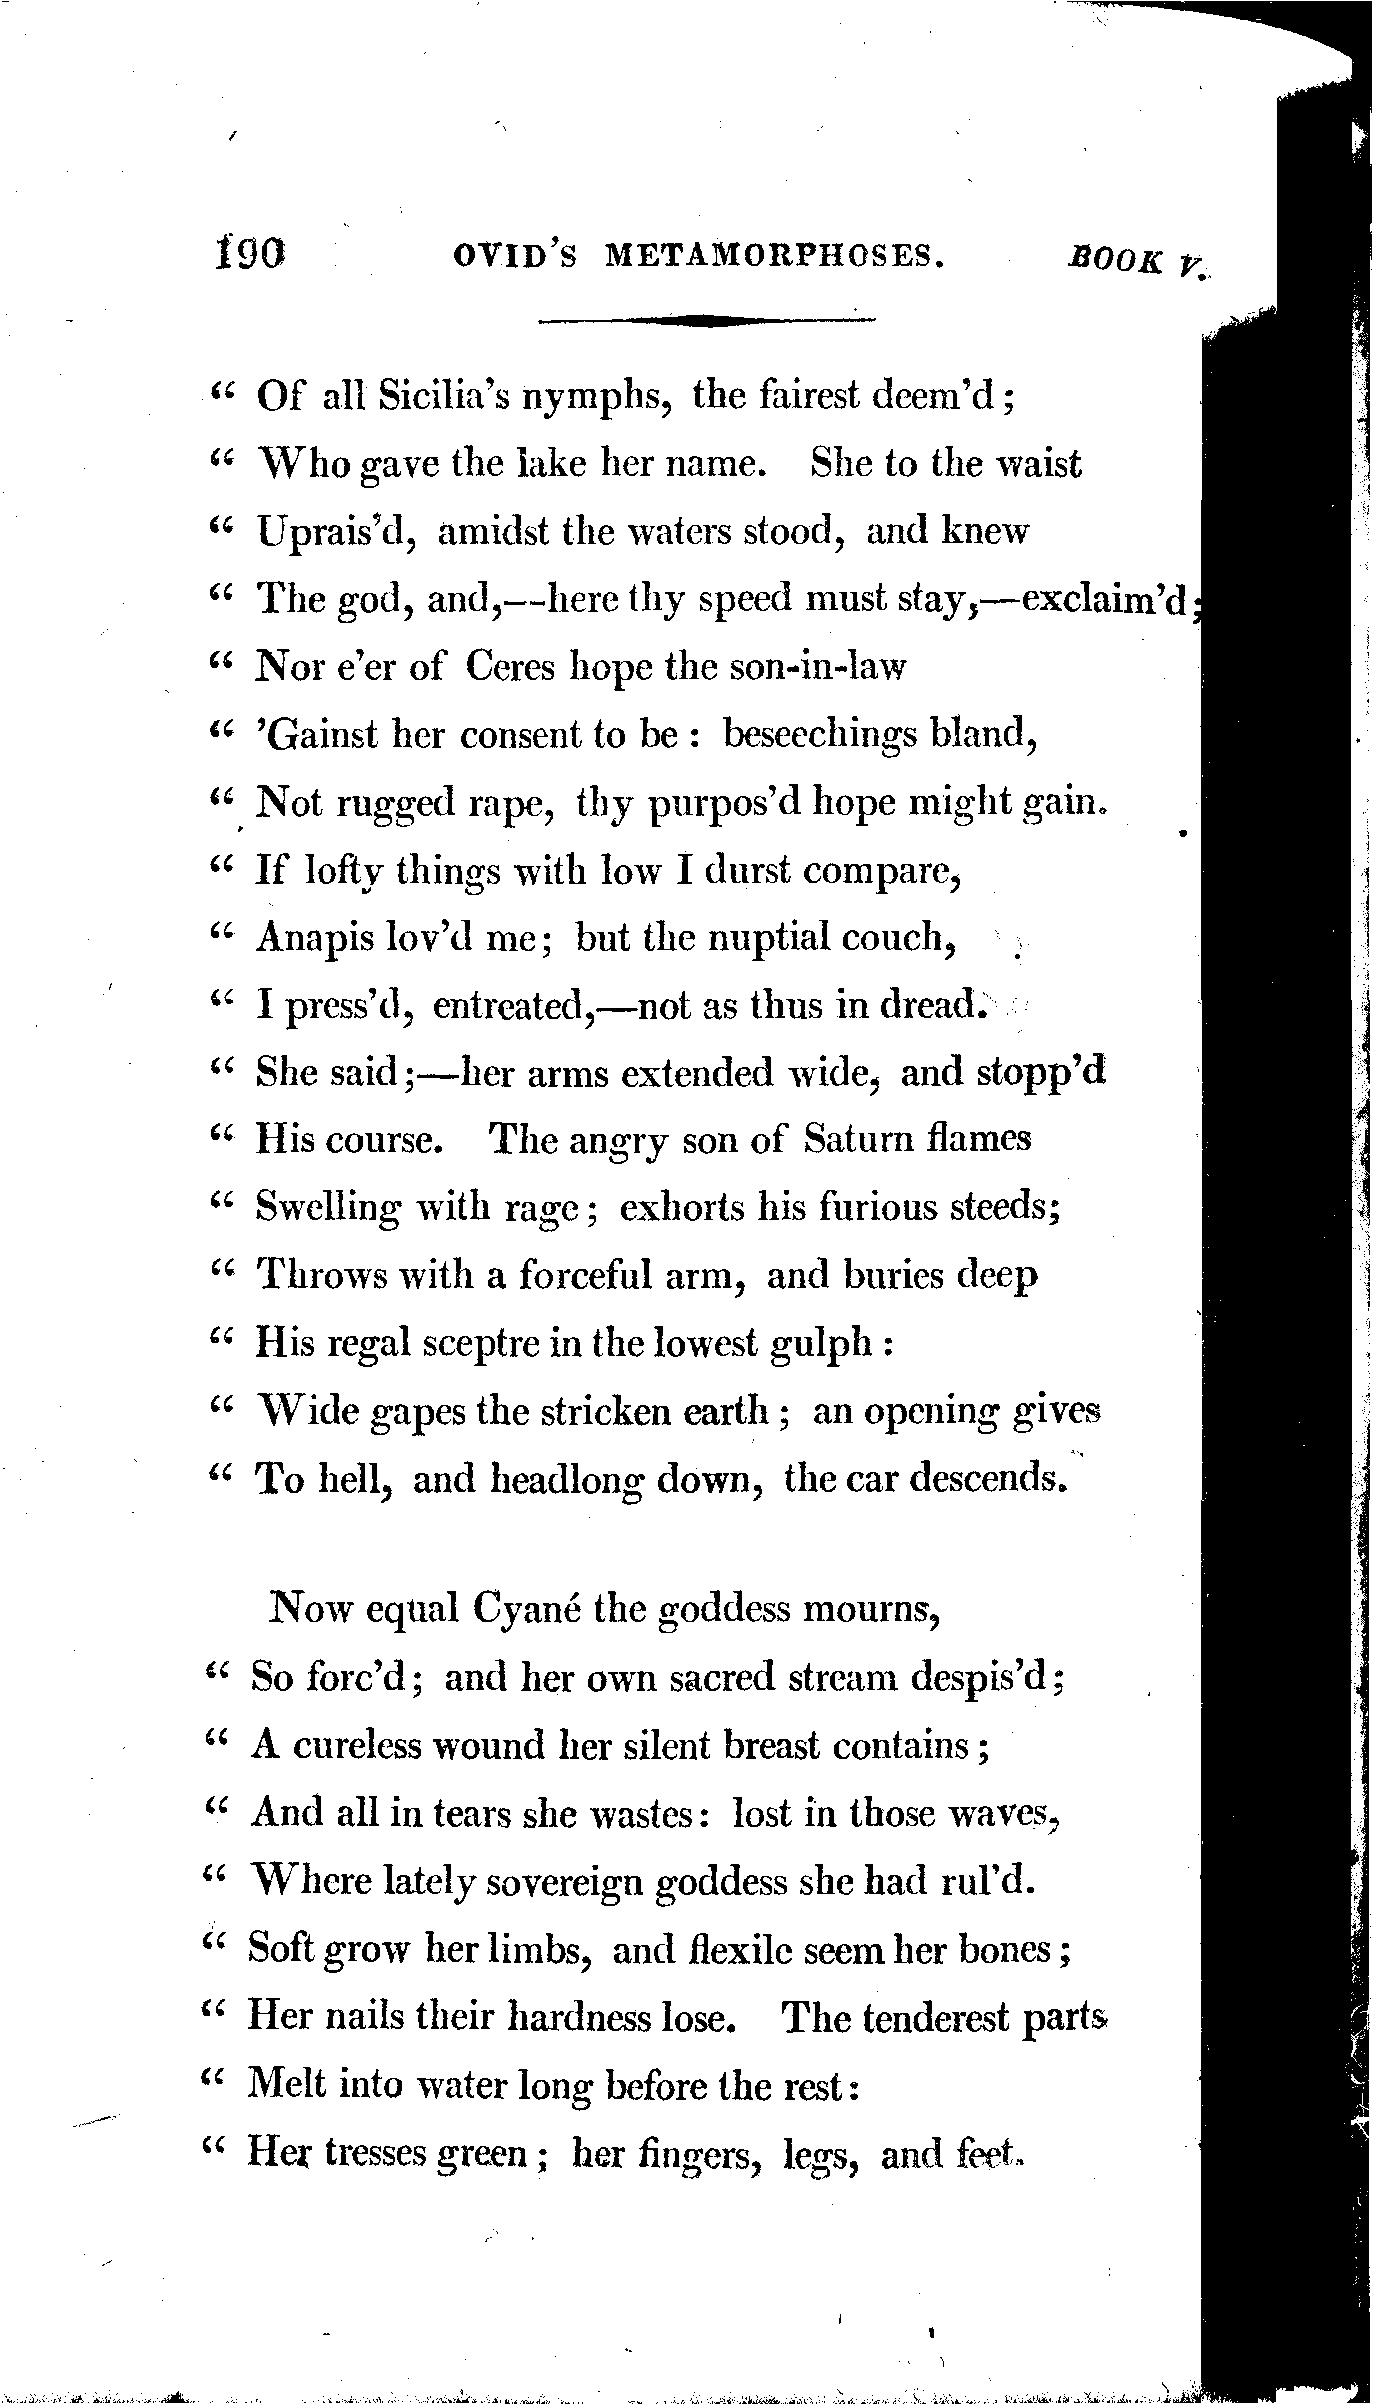 190 OVID'S METAMORPHOSES. BOOK V.
“ Of all Sicilia's nymphs, the fairest deem'd;
“ Who gave the lake her name. She to the waist
“ Uprais'd, amidst the waters stood, and knew
“ The god, and,—here thy speed must stay,—exclaim'd;
“ Nor e'er of Ceres hope the son-in-law
“ 'Gainst her consent to be : beseechings bland,
“ Not rugged rape, thy purpos'd hope might gain.
“ If lofty things with low I durst compare,
“ Anapis lov'd me; but the nuptial couch,
“ I press'd, entreated,—not as thus in dread.
“ She said;—her arms extended wide, and stopp'd
“ His course. The angry son of Saturn flames
“ Swelling with rage; exhorts his furious steeds;
“ Throws with a forceful arm, and buries deep
“ His regal sceptre in the lowest gulph :
“ Wide gapes the stricken earth ; an opening gives
“ To hell, and headlong down, the car descends.
Now equal Cyané the goddess mourns,
“ So forc'd; and her own sacred stream despis'd;
“ A cureless wound her silent breast contains ;
“ And all in tears she wastes: lost in those waves,
“ Where lately sovereign goddess she had rul'd.
“ Soft grow her limbs, and flexile seem her bones ;
“ Her nails their hardness lose. The tenderest parts
“ Melt into water long before the rest:
“ Her tresses green ; her fingers, legs, and feet.